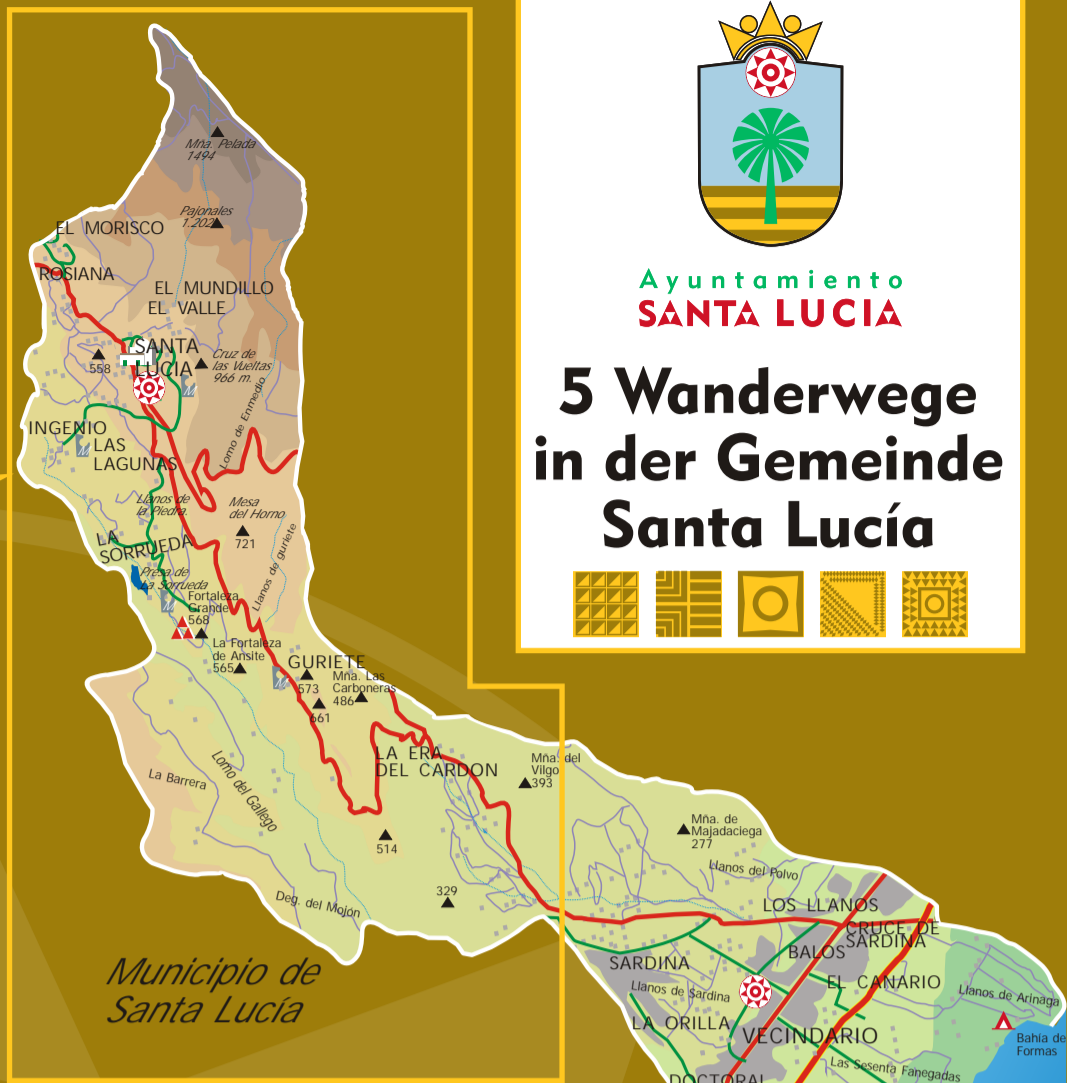 Ayuntamiento
SANTA LUCIA
5 Wanderwege
in der Gemeinde
Santa Lucía
Mña. Pelada
1494
Pajonales
1.202
EL MORISCO
ROSIANA
EL MUNDILLO
EL VALLE
SANTA
LUCIA
558
Cruz de
las Vueltas
966 m.
Lomo de Enmedio
INGENIO
LAS
LAGUNAS
Llanos de
la Piedra.
Mesa
del Horno
721
LA
SORRUEDA
Presa de
La Sorrueda
Llanos de guriete
Fortaleza
Grande
568
La Fortaleza
de Ansite
565
GURIETE
573
661
Mña. Las
Carboneras
486
LA ERA
DEL CARDON
Mña. del
Vilgo
393
La Barrera
Lomo del Gallego
514
329
Deg. del Mojón
Mña. de
Majadaciega
277
Llanos del Polvo
LOS LLANOS
CRUCE DE
SARDINA
BALOS
SARDINA
Llanos de Sardina
EL CANARIO
Llanos de Arinaga
LA ORILLA
VECINDARIO
Bahía de
Formas
Las Sesenta Fanegadas
DOCTORAL
Municipio de
Santa Lucía